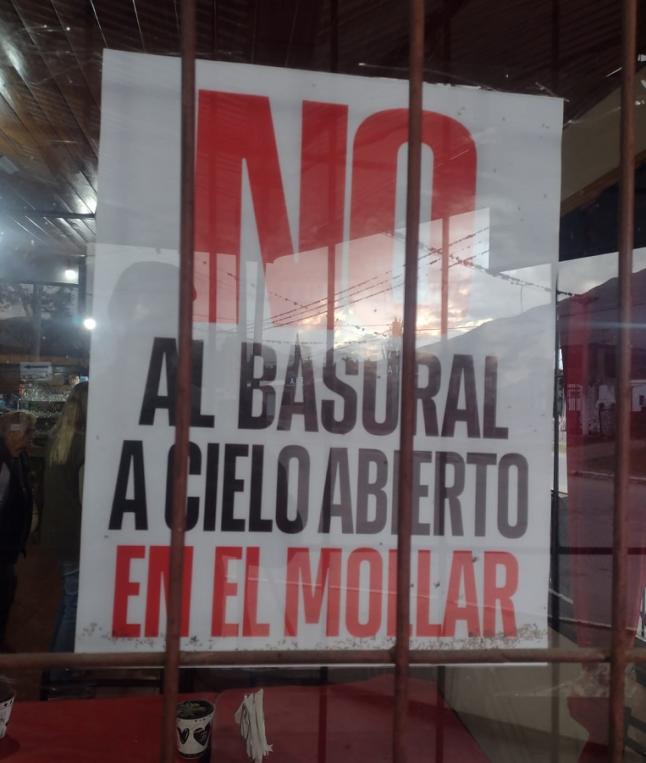 NO
AL BASURAL
A CIELO ABIERTO
EN EL MOLLAR